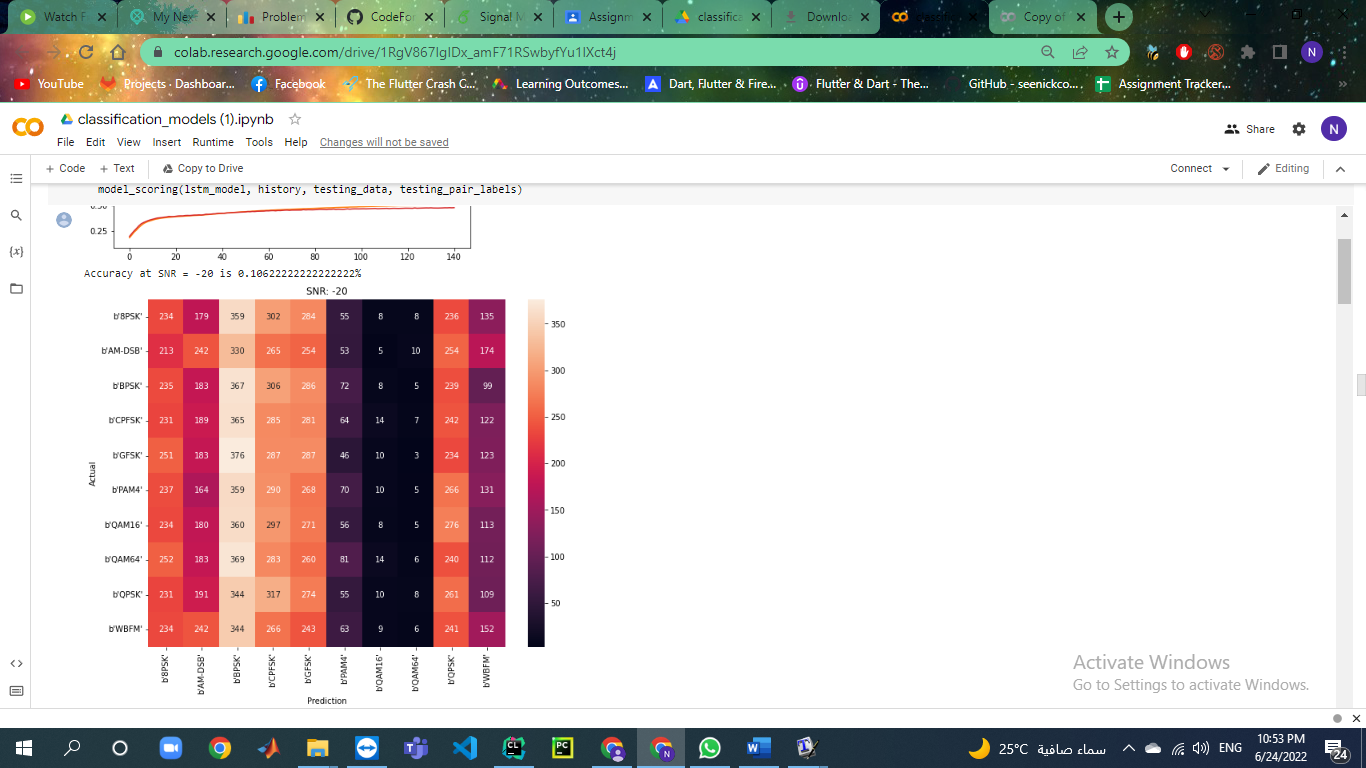 Watch F
My Nex
Problem
CodeFor
Signal M
Assignm
classifica
Downloa
Copy of
colab.research.google.com/drive/1RgV867IglDx_amF71RSwbyfYu1lXct4j
N
YouTube
Projects · Dashboar...
Facebook
The Flutter Crash C...
Learning Outcomes...
Dart, Flutter & Fire...
Flutter & Dart - The...
GitHub - seenickco...
Assignment Tracker...
»
CO
classification_models (1).ipynb
Share
N
File Edit View Insert Runtime Tools Help Changes will not be saved
+ Code + Text Copy to Drive
Connect
Editing
model_scoring(lstm_model, history, testing_data, testing_pair_labels)
{x}
0.50
0.25
0 20 40 60 80 100 120 140
Accuracy at SNR = -20 is 0.10622222222222222%
SNR: -20
b'8PSK' 234 179 359 302 284 55 8 8 236 135
b'AM-DSB' 213 242 330 265 254 53 5 10 254 174
b'BPSK' 235 183 367 306 286 72 8 5 239 99
b'CPFSK' 231 189 365 285 281 64 14 7 242 122
b'GFSK' 251 183 376 287 287 46 10 3 234 123
b'PAM4' 237 164 359 290 268 70 10 5 266 131
b'QAM16' 234 180 360 297 271 56 8 5 276 113
b'QAM64' 252 183 369 283 260 81 14 6 240 112
b'QPSK' 231 191 344 317 274 55 10 8 261 109
b'WBFM' 234 242 344 266 243 63 9 6 241 152
Actual
b'8PSK' b'AM-DSB' b'BPSK' b'CPFSK' b'GFSK' b'PAM4' b'QAM16' b'QAM64' b'QPSK' b'WBFM'
Prediction
350
300
250
200
150
100
50
Activate Windows
Go to Settings to activate Windows.
CL
PC
N
W
25°C سماء صافية
ENG
10:53 PM
6/24/2022
24